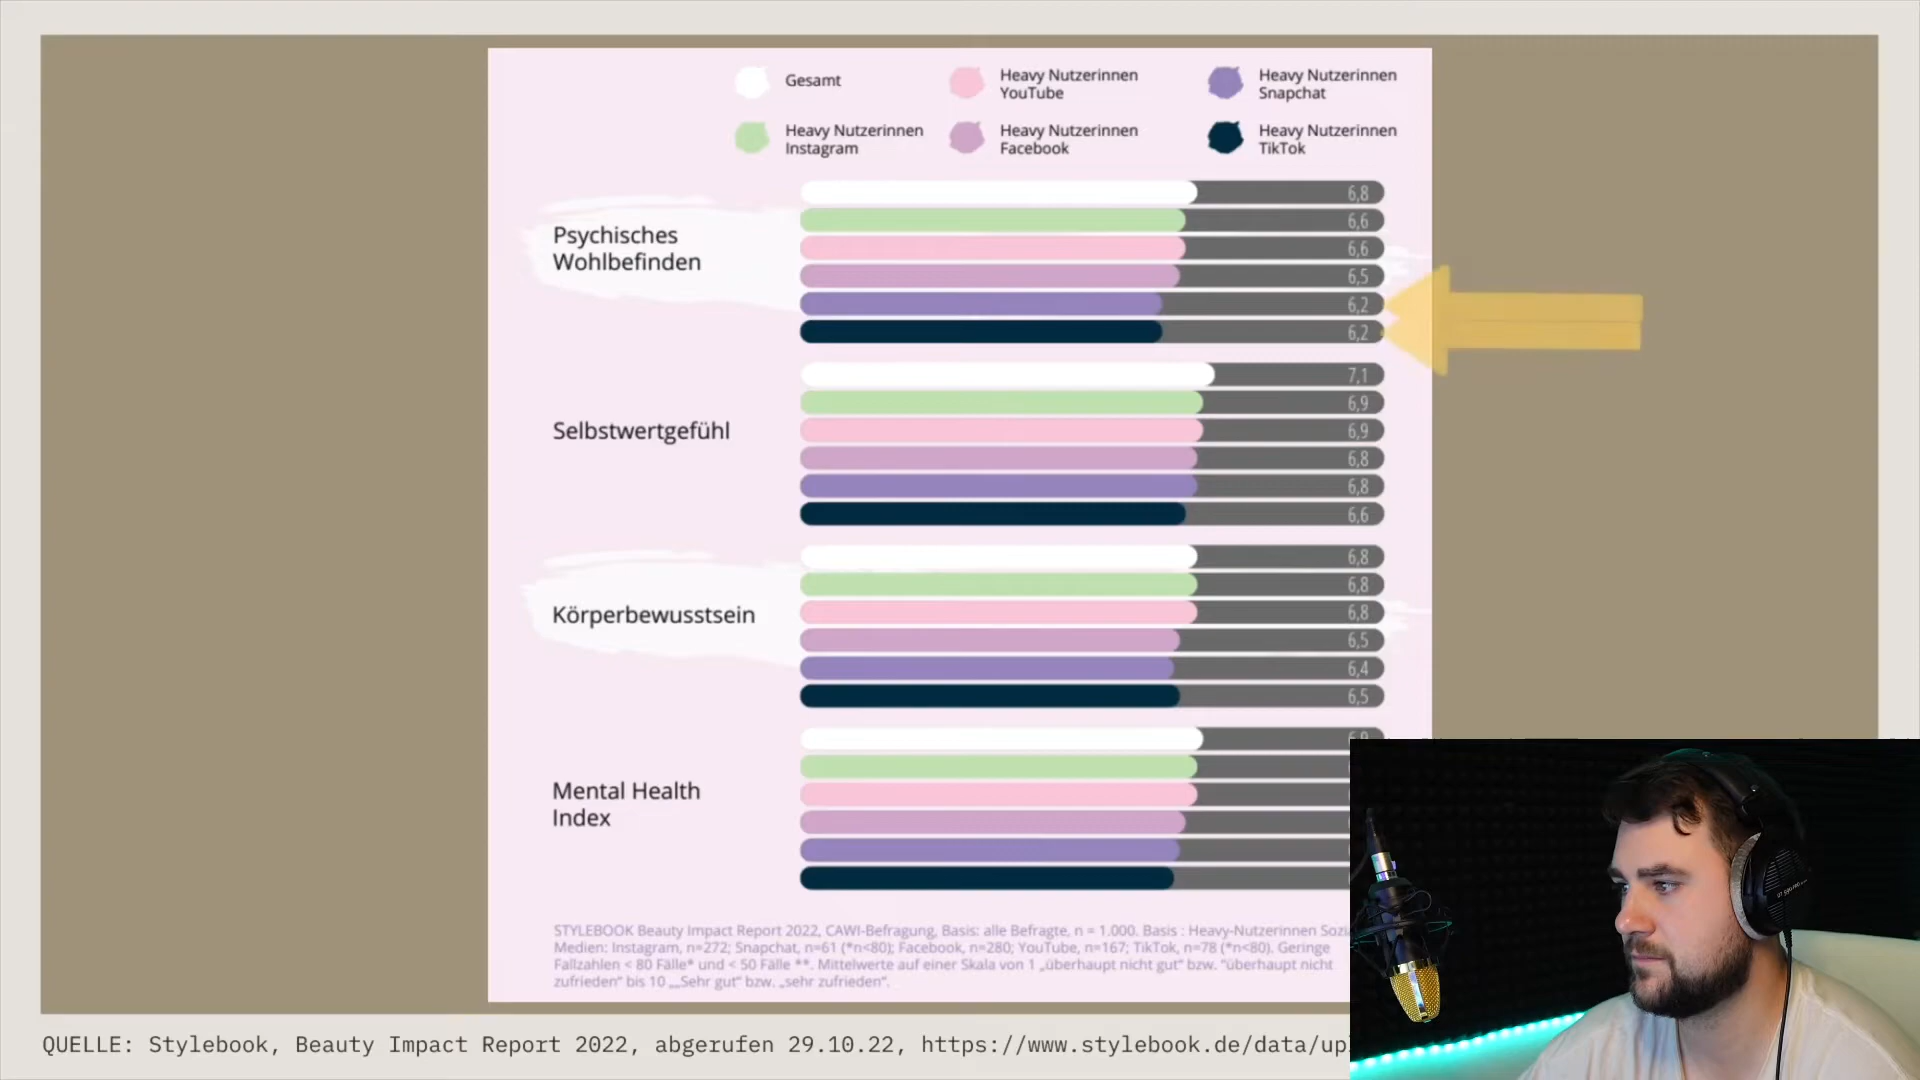 Gesamt
Heavy Nutzerinnen
YouTube
Heavy Nutzerinnen
Snapchat
Heavy Nutzerinnen
Instagram
Heavy Nutzerinnen
Facebook
Heavy Nutzerinnen
TikTok
Psychisches
Wohlbefinden
6,8
6,6
6,6
6,5
6,2
6,2
Selbstwertgefühl
7,1
6,9
6,9
6,8
6,8
6,6
Körperbewusstsein
6,8
6,8
6,8
6,5
6,4
6,5
Mental Health
Index
STYLEBOOK Beauty Impact Report 2022, CAWI-Befragung, Basis: alle Befragte, n = 1.000. Basis : Heavy-Nutzerinnen
Medien: Instagram, n=272; Snapchat, n=61 (*n<80); Facebook, n=280; YouTube, n=167; TikTok, n=78 (*n<80). Geringe
Fallzahlen < 80 Fälle* und < 50 Fälle **. Mittelwerte auf einer Skala von 1 „überhaupt nicht gut“ bzw. "überhaupt nicht
zufrieden“ bis 10 „„Sehr gut“ bzw. „sehr zufrieden“.
QUELLE: Stylebook, Beauty Impact Report 2022, abgerufen 29.10.22, https://www.stylebook.de/data/up